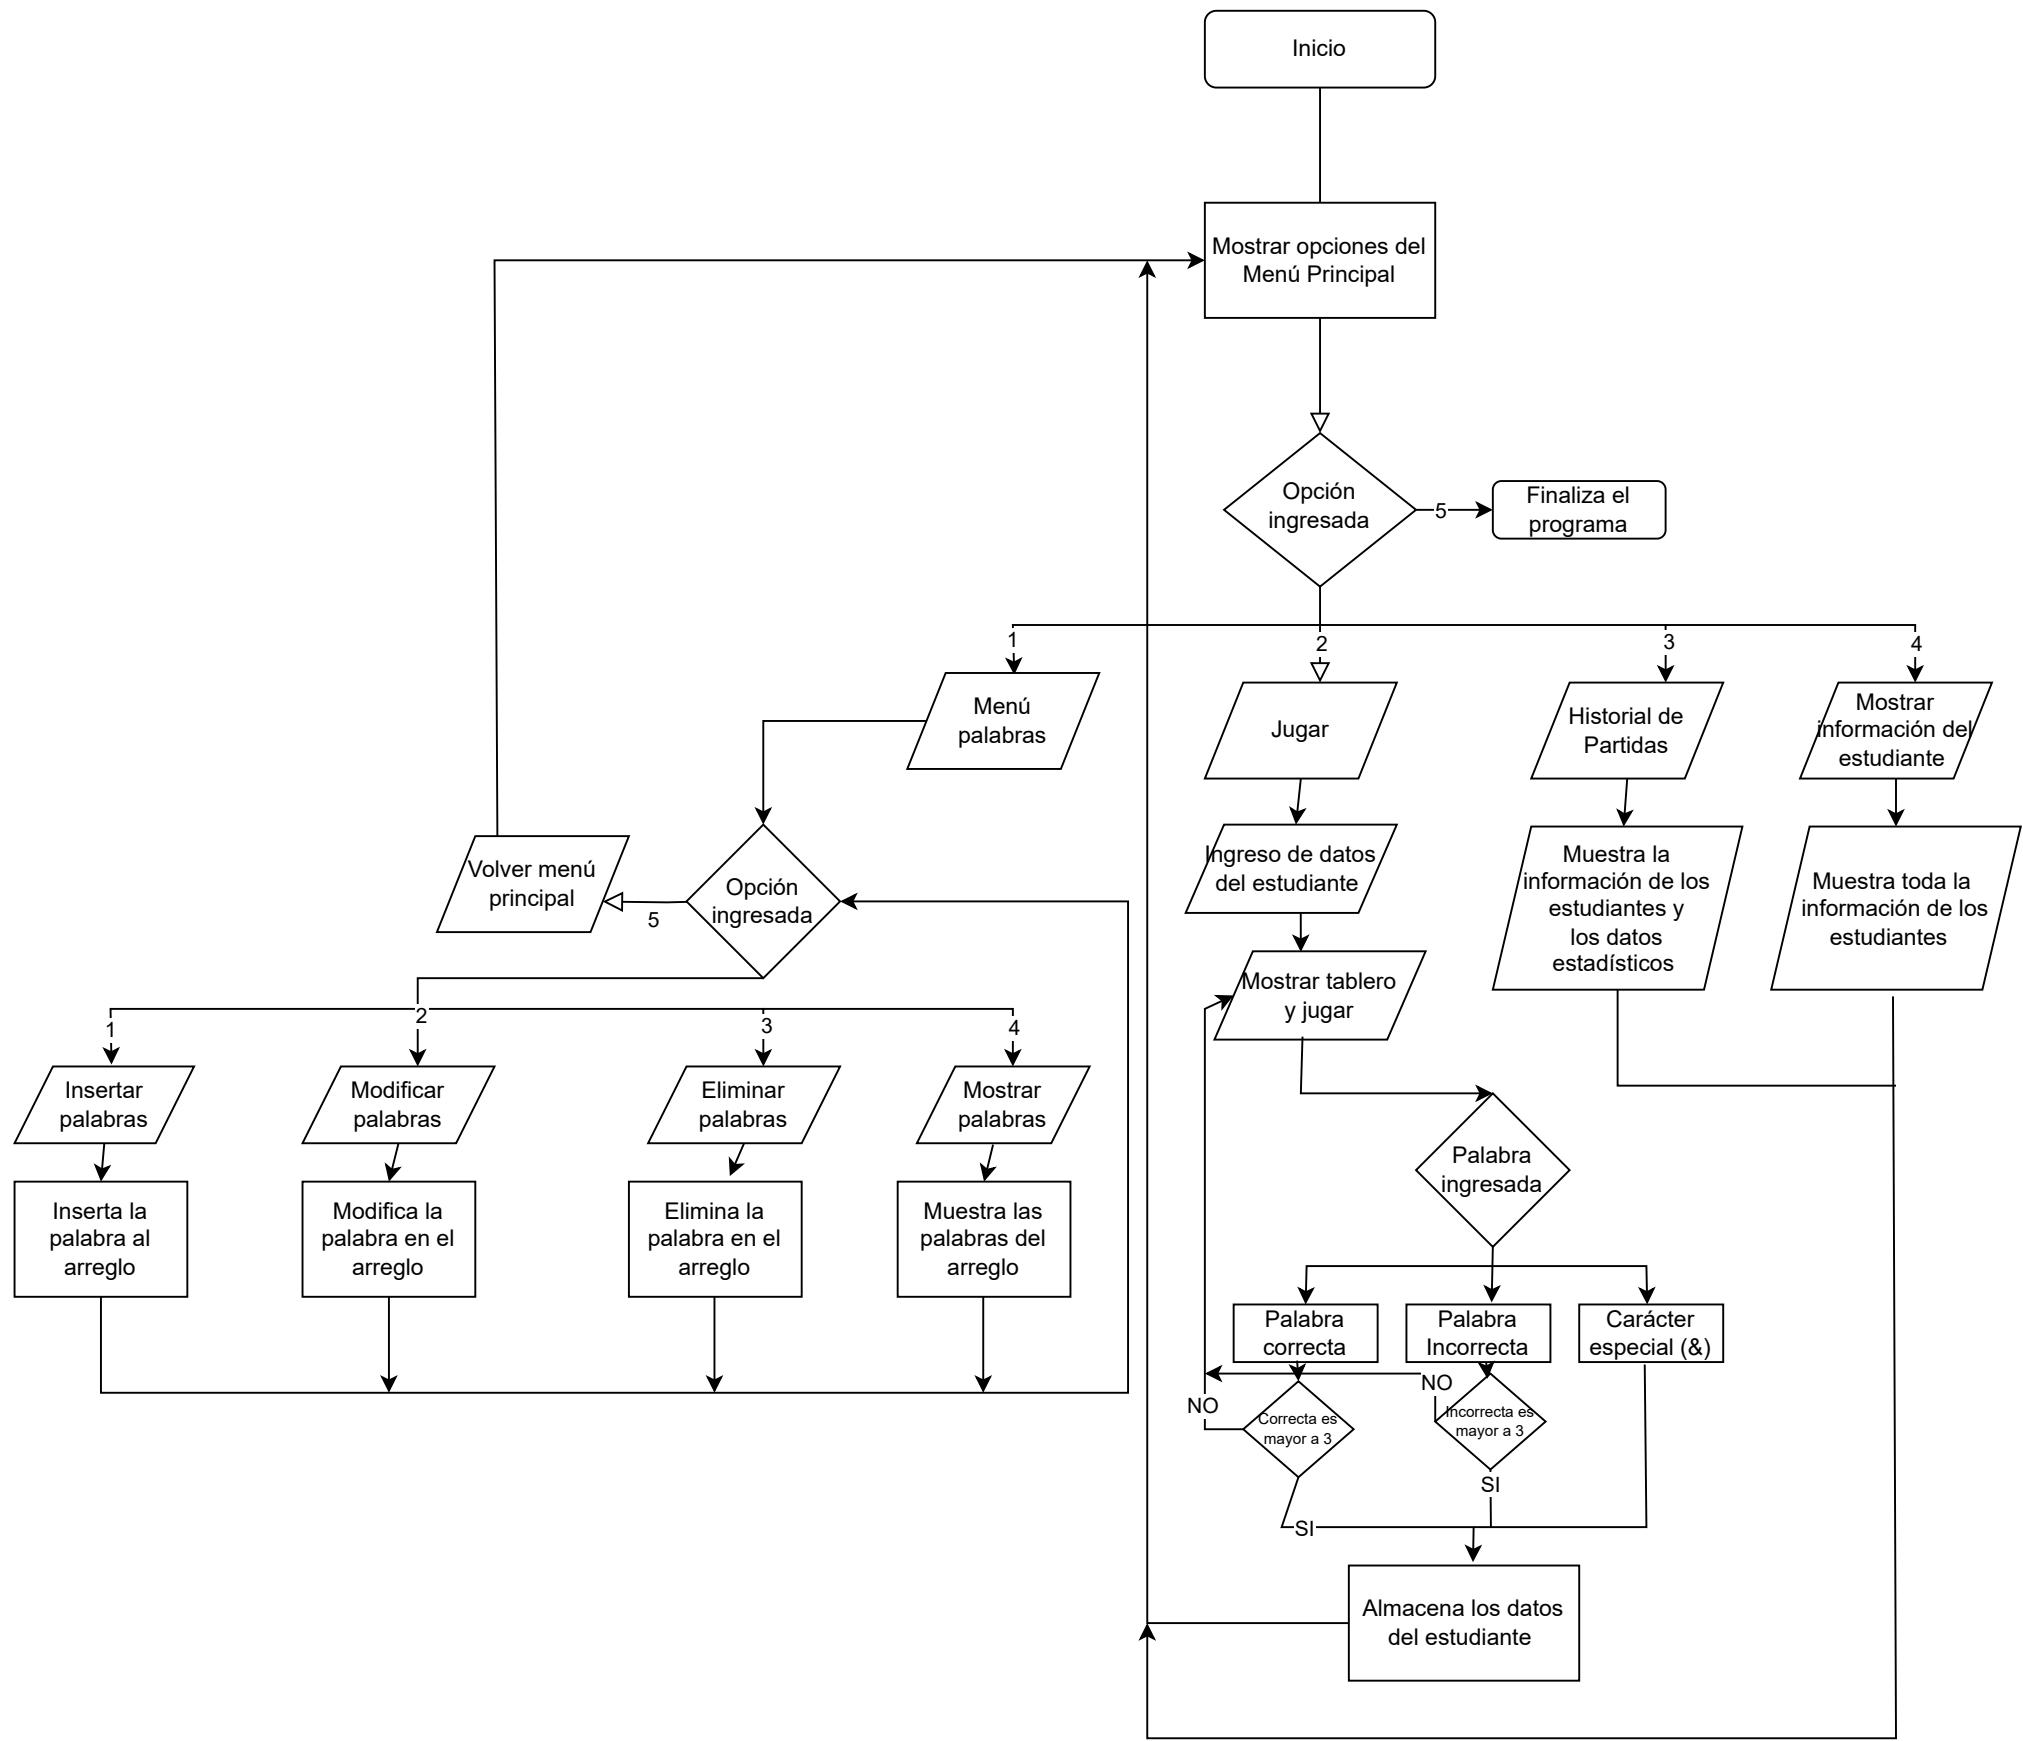 Inicio
Mostrar opciones del
Menú Principal
Opción
ingresada
5
Finaliza el
programa
1
2
3
4
Menú
palabras
Jugar
Historial de
Partidas
Mostrar
información del
estudiante
Volver menú
principal
5
Opción
ingresada
Ingreso de datos
del estudiante
Muestra la
información de los
estudiantes y
los datos
estadísticos
Muestra toda la
información de los
estudiantes
Mostrar tablero
y jugar
1
2
3
4
Insertar
palabras
Modificar
palabras
Eliminar
palabras
Mostrar
palabras
Palabra
ingresada
Inserta la
palabra al
arreglo
Modifica la
palabra en el
arreglo
Elimina la
palabra en el
arreglo
Muestra las
palabras del
arreglo
Palabra
correcta
Palabra
Incorrecta
Carácter
especial (&)
NO
NO
Correcta es
mayor a 3
Incorrecta es
mayor a 3
SI
SI
Almacena los datos
del estudiante